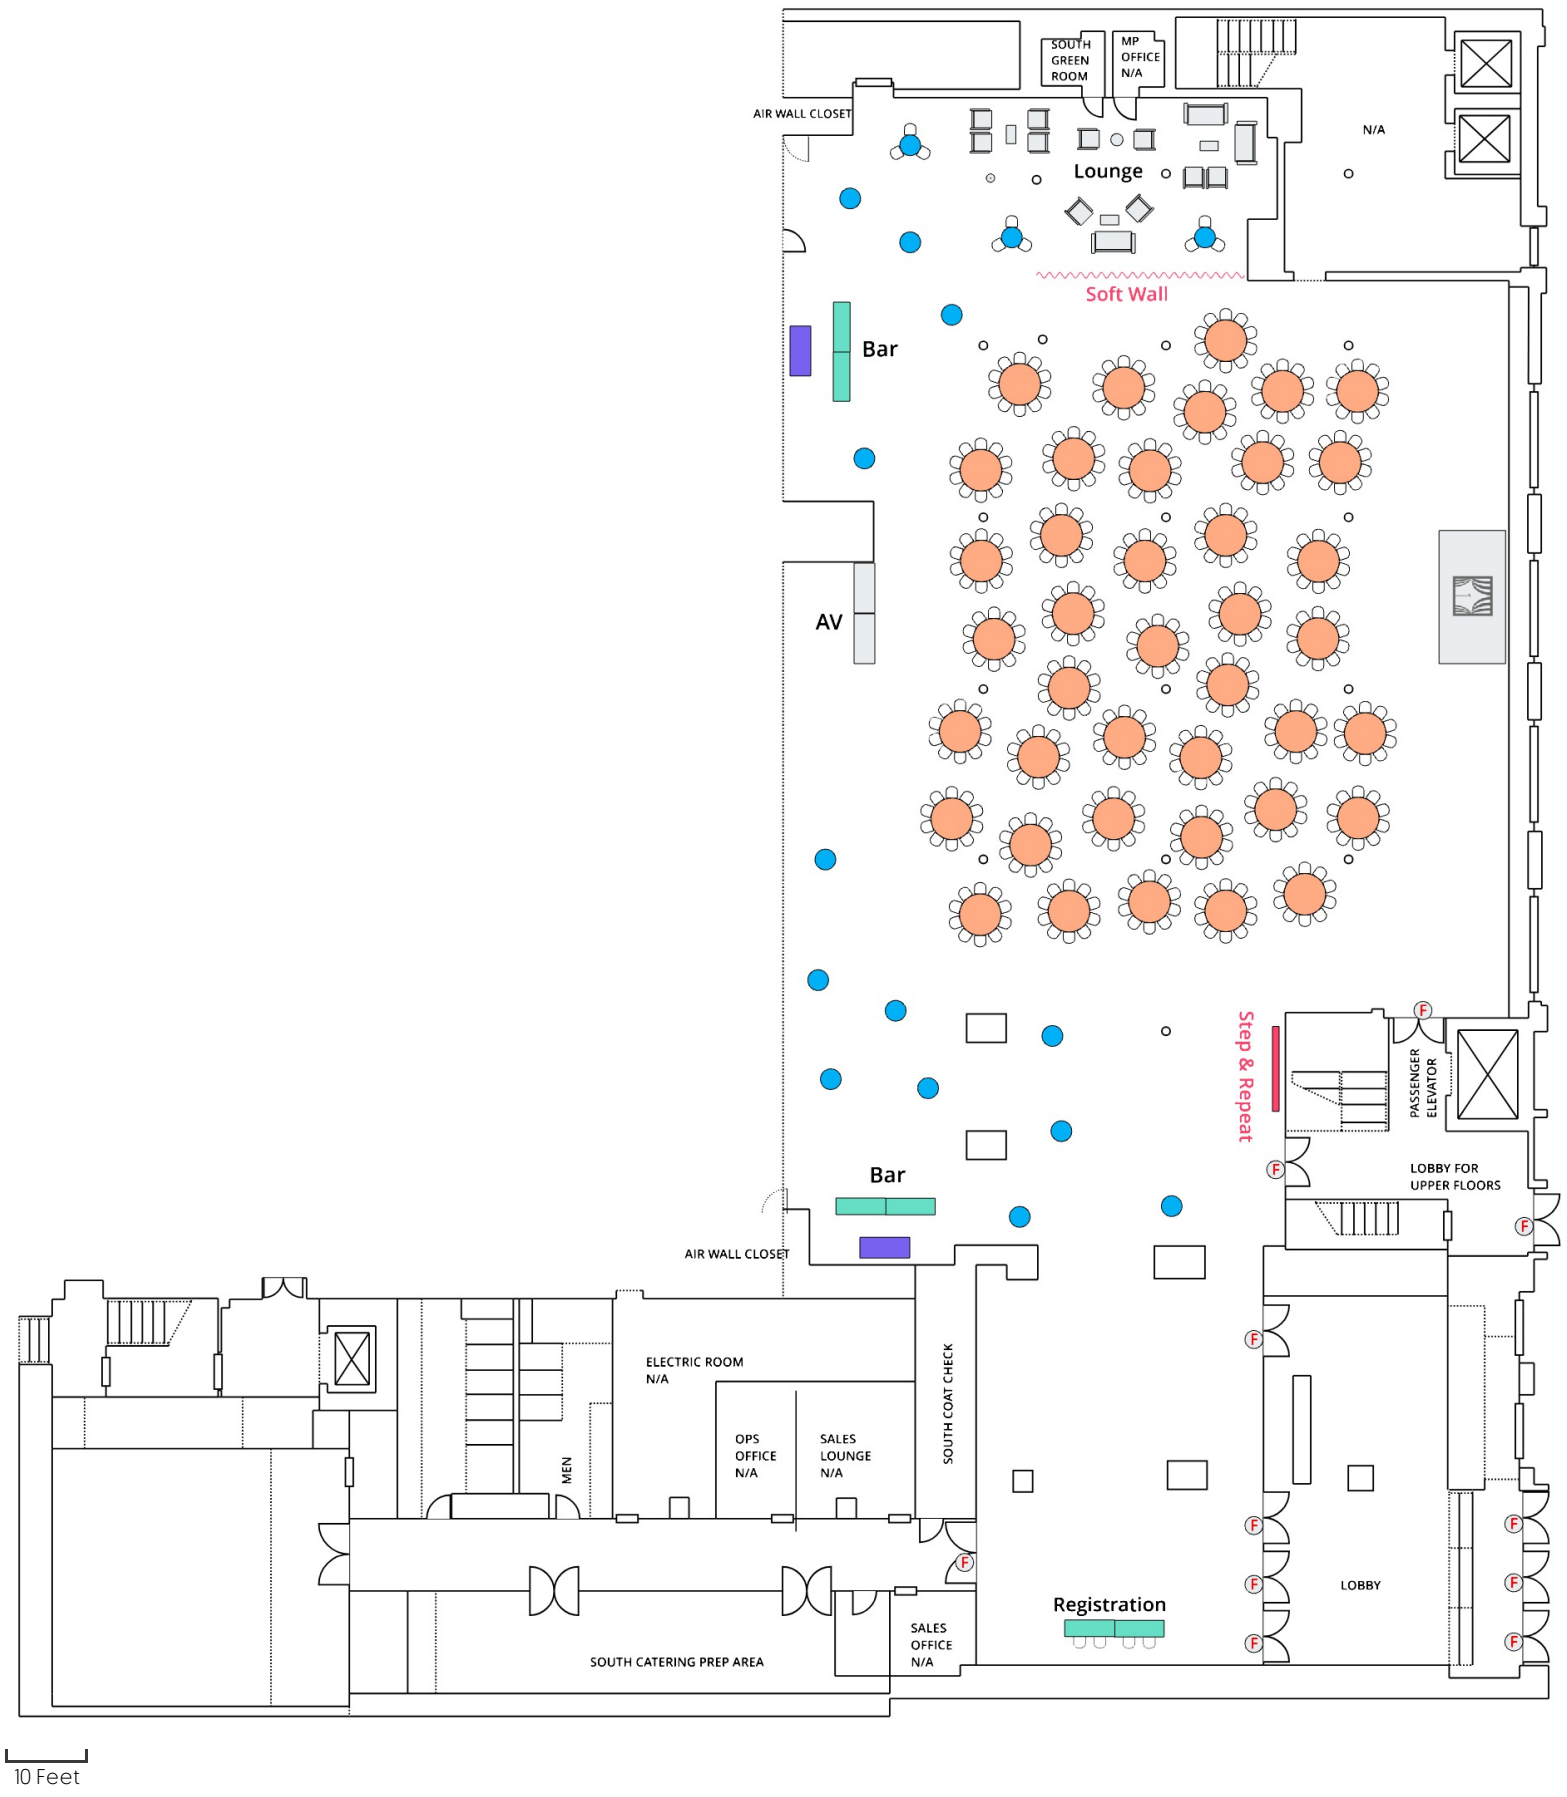 SOUTH
GREEN
ROOM
MP
OFFICE
N/A
AIR WALL CLOSET
N/A
Lounge
Soft Wall
Bar
AV
Step & Repeat
F
PASSENGER
ELEVATOR
F
LOBBY FOR
UPPER FLOORS
Bar
F
AIR WALL CLOSET
F
ELECTRIC ROOM
N/A
SOUTH COAT CHECK
OPS
OFFICE
N/A
SALES
LOUNGE
N/A
MEN
F
F
F
F
F
LOBBY
Registration
F
F
SALES
OFFICE
N/A
SOUTH CATERING PREP AREA
10 Feet